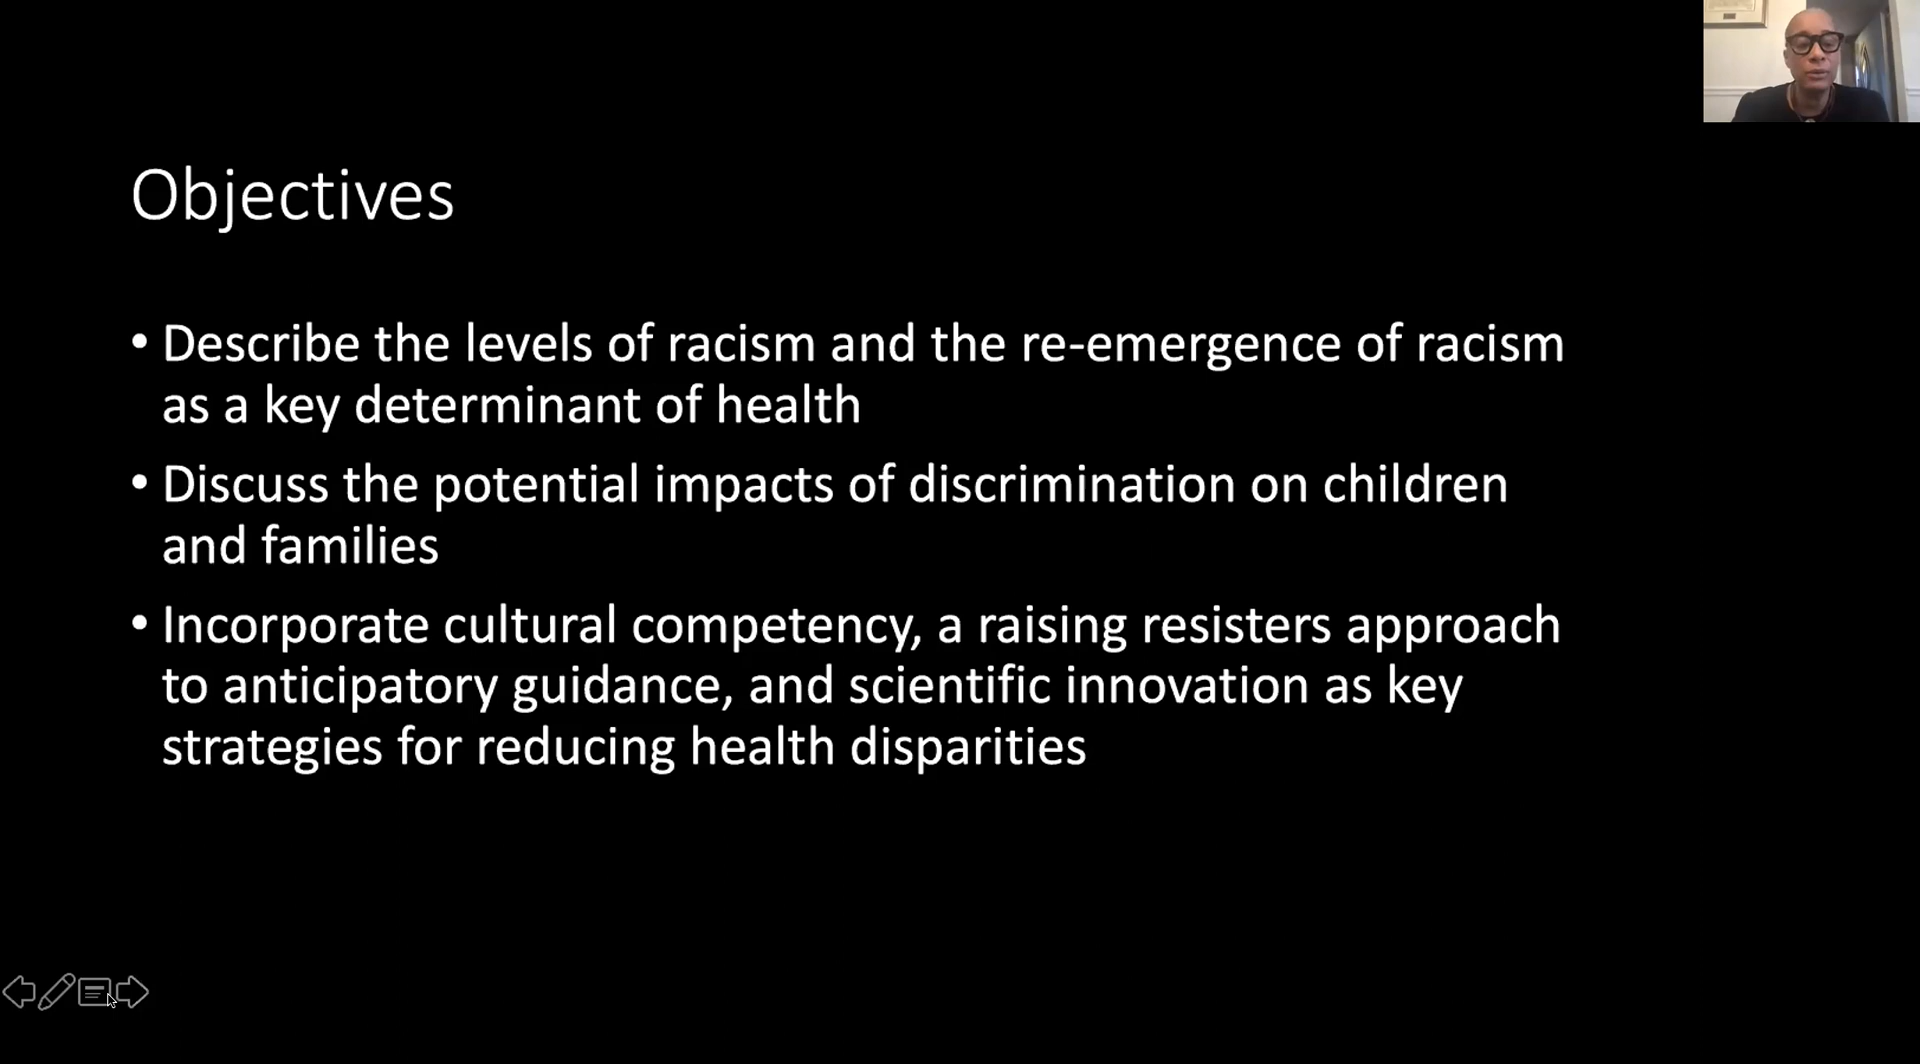 Objectives
• Describe the levels of racism and the re-emergence of racism
as a key determinant of health
• Discuss the potential impacts of discrimination on children
and families
• Incorporate cultural competency, a raising resisters approach
to anticipatory guidance, and scientific innovation as key
strategies for reducing health disparities